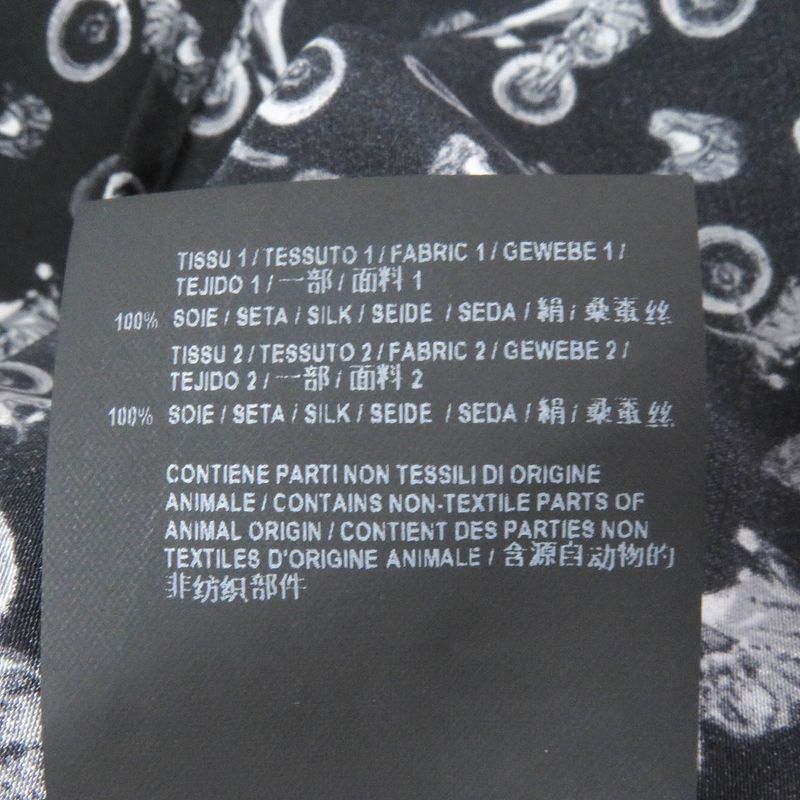 TISSU 1 / TESSUTO 1 / FABRIC 1 / GEWEBE 1 /
TEJIDO 1 / 一部 / 面料 1
100% SOIE / SETA / SILK / SEIDE / SEDA / 絹 / 桑蚕丝
TISSU 2 / TESSUTO 2 / FABRIC 2 / GEWEBE 2 /
TEJIDO 2 / 一部 / 面料 2
100% SOIE / SETA / SILK / SEIDE / SEDA / 絹 / 桑蚕丝
CONTIENE PARTI NON TESSILI DI ORIGINE
ANIMALE / CONTAINS NON-TEXTILE PARTS OF
ANIMAL ORIGIN / CONTIENT DES PARTIES NON
TEXTILES D'ORIGINE ANIMALE / 含源自动物的
非纺织部件